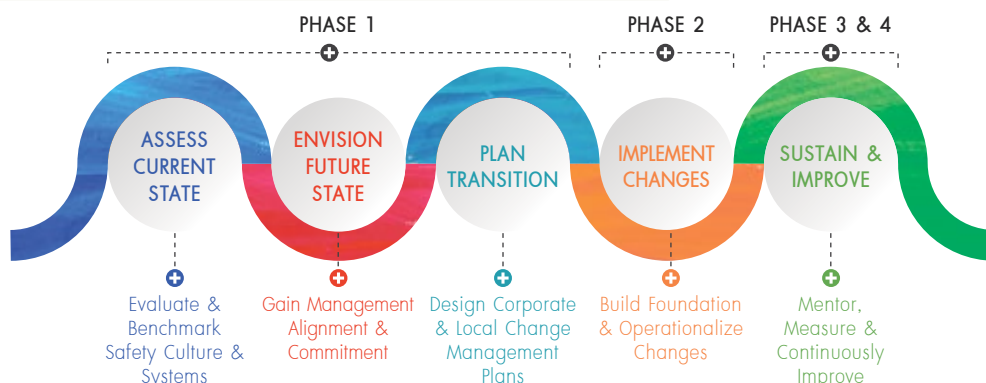 PHASE 1
PHASE 2
PHASE 3 & 4
ASSESS
CURRENT
STATE
ENVISION
FUTURE
STATE
PLAN
TRANSITION
IMPLEMENT
CHANGES
SUSTAIN &
IMPROVE
Evaluate &
Benchmark
Safety Culture &
Systems
Gain Management
Alignment &
Commitment
Design Corporate
& Local Change
Management
Plans
Build Foundation
& Operationalize
Changes
Mentor,
Measure &
Continuously
Improve